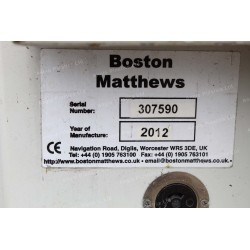 Boston
Matthews
Serial
Number:
307590
Year of
Manufacture:
2012
CE Navigation Road, Diglis, Worcester WR5 3DE, UK
Tel: +44 (0) 1905 763100 Fax: +44 (0) 1905 763101
http://www.bostonmatthews.co.uk email@bostonmatthews.co.uk